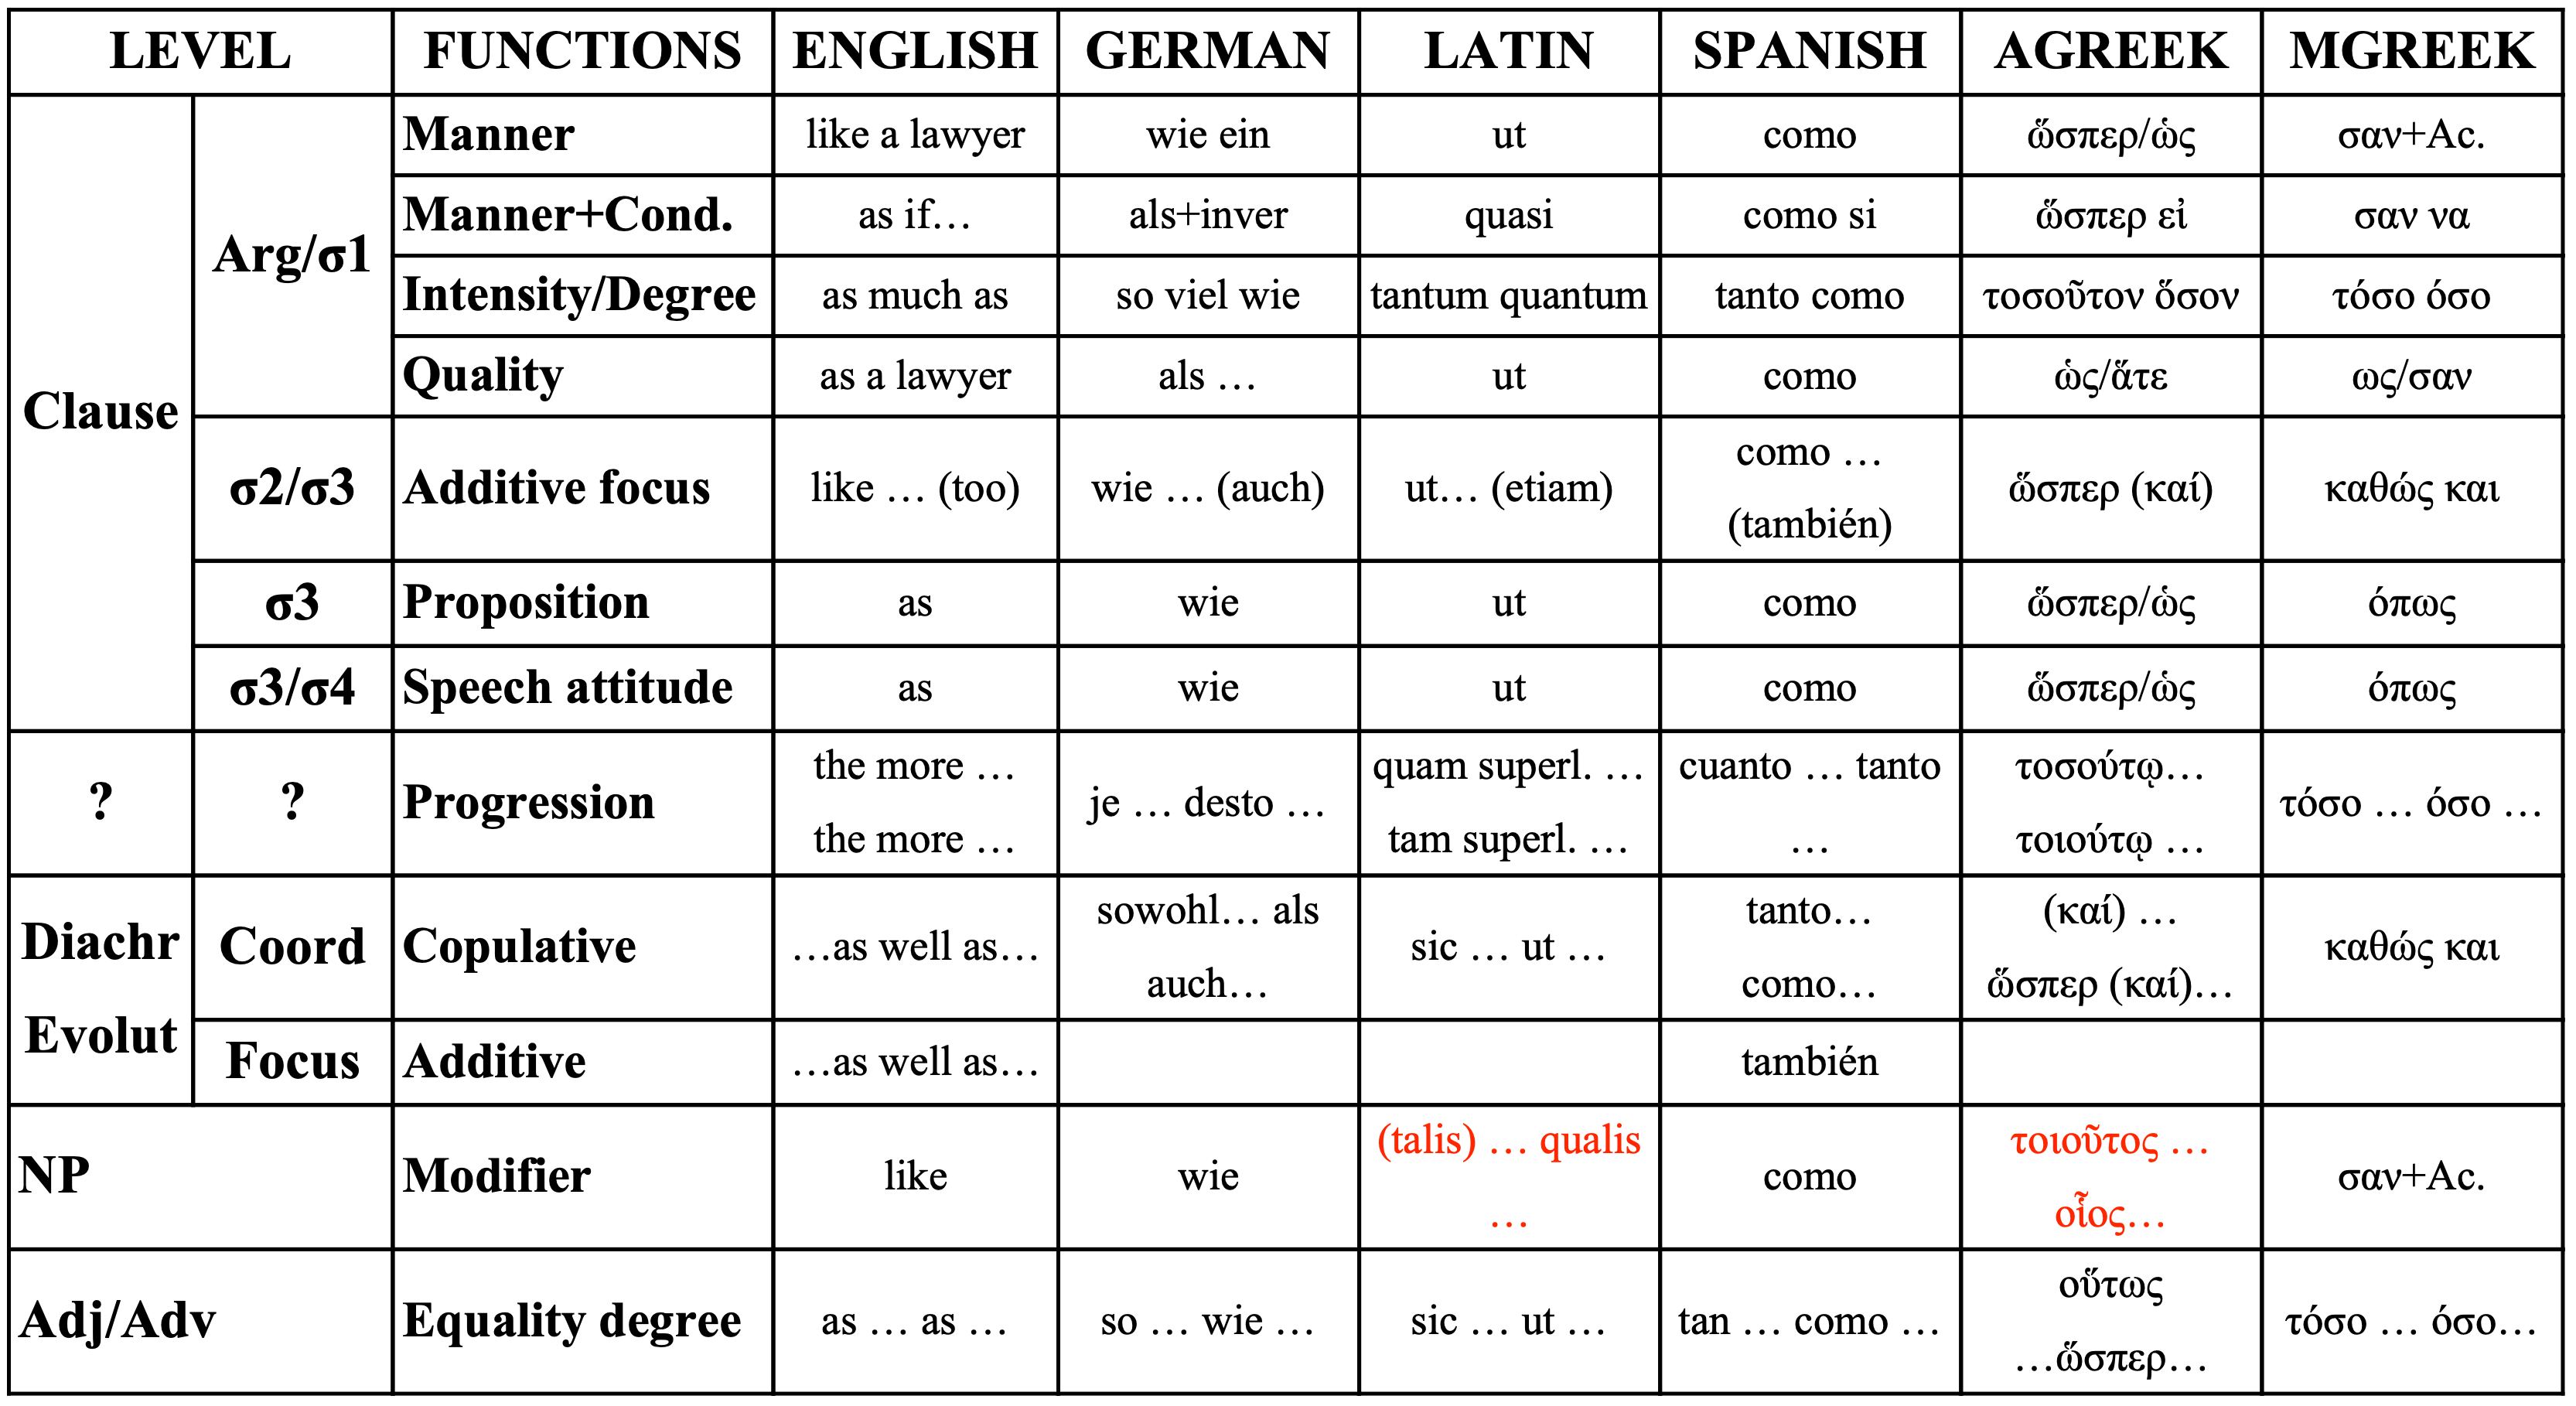 LEVEL FUNCTIONS ENGLISH GERMAN LATIN SPANISH AGREEK MGREEK
Clause Arg/σ1 Manner like a lawyer wie ein ut como ὥσπερ/ὡς σαν+Ac.
Manner+Cond. as if… als+inver quasi como si ὥσπερ εἰ σαν να
Intensity/Degree as much as so viel wie tantum quantum tanto como τοσοῦτον ὅσον τόσο όσο
Quality as a lawyer als … ut como ὡς/ἅτε ως/σαν
σ2/σ3 Additive focus like … (too) wie … (auch) ut… (etiam) como … ὥσπερ (καί) καθώς και
(también)
σ3 Proposition as wie ut como ὥσπερ/ὡς όπως
σ3/σ4 Speech attitude as wie ut como ὥσπερ/ὡς όπως
? ? Progression the more … je … desto … quam superl. … cuanto … tanto τοσούτῳ… τόσο … όσο …
the more … tam superl. … … τοιούτῳ …
Diachr Coord Copulative …as well as… sowohl… als sic … ut … tanto… (καί) … καθώς και
Evolut auch… como… ὥσπερ (καί)…
Focus Additive …as well as… también
NP Modifier like wie (talis) … qualis como τοιοῦτος … σαν+Ac.
… οἷος…
Adj/Adv Equality degree as … as … so … wie … sic … ut … tan … como … οὕτως τόσο … όσο…
…ὥσπερ…